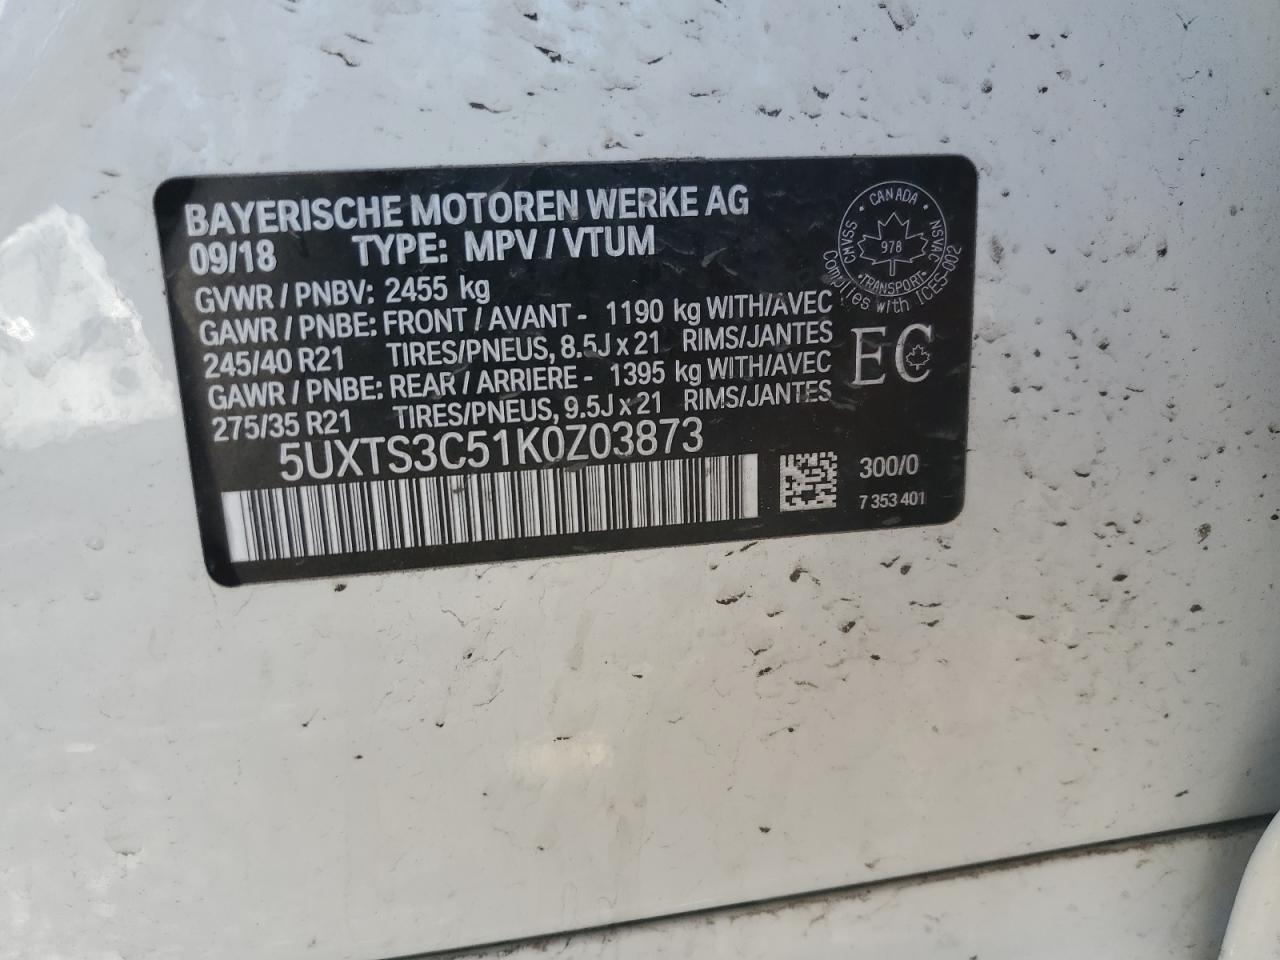 BAYERISCHE MOTOREN WERKE AG
09/18 TYPE: MPV / VTUM
GVWR / PNBV: 2455 kg
GAWR / PNBE: FRONT / AVANT - 1190 kg WITH/AVEC
245/40 R21 TIRES/PNEUS, 8.5J x 21 RIMS/JANTES
GAWR / PNBE: REAR / ARRIERE - 1395 kg WITH/AVEC
275/35 R21 TIRES/PNEUS, 9.5J x 21 RIMS/JANTES
5UXTS3C51K0Z03873
CANADA
CMVSS
NSVAC
978
TRANSPORT
Complies with ICES-002
EC
300/0
7 353 401